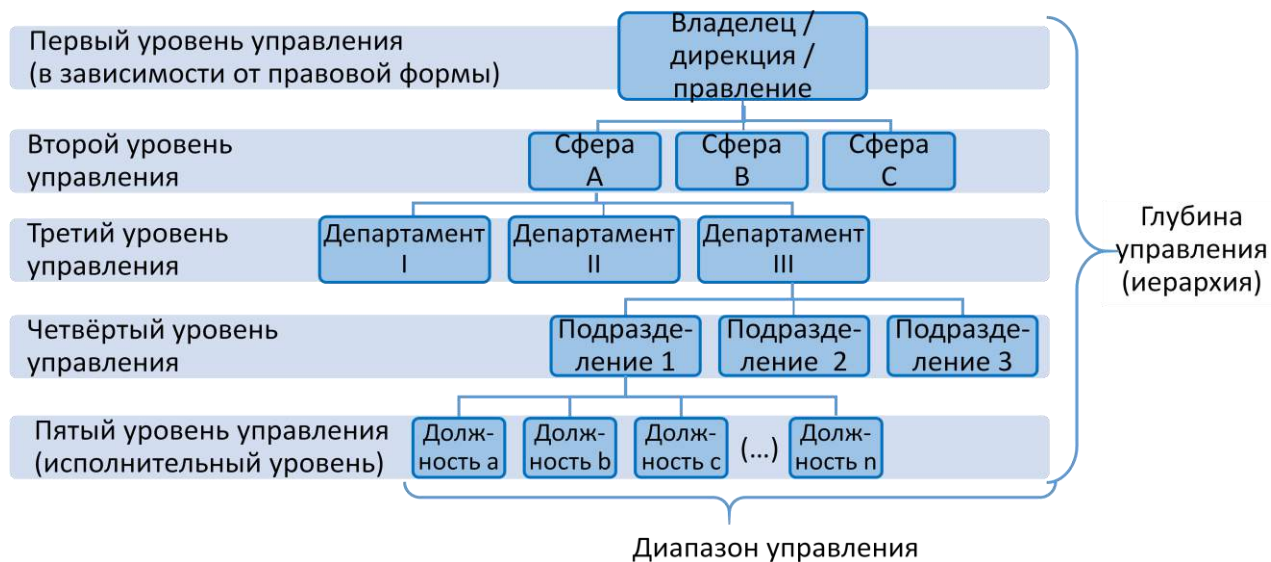 Первый уровень управления
(в зависимости от правовой формы)
Владелец /
дирекция /
правление
Второй уровень
управления
Сфера
A
Сфера
B
Сфера
C
Третий уровень
управления
Департамент
I
Департамент
II
Департамент
III
Глубина
управления
(иерархия)
Четвёртый уровень
управления
Подразде-
ление 1
Подразде-
ление 2
Подразде-
ление 3
Пятый уровень управления
(исполнительный уровень)
Долж-
ность a
Долж-
ность b
Долж-
ность c
(...)
Долж-
ность n
Диапазон управления